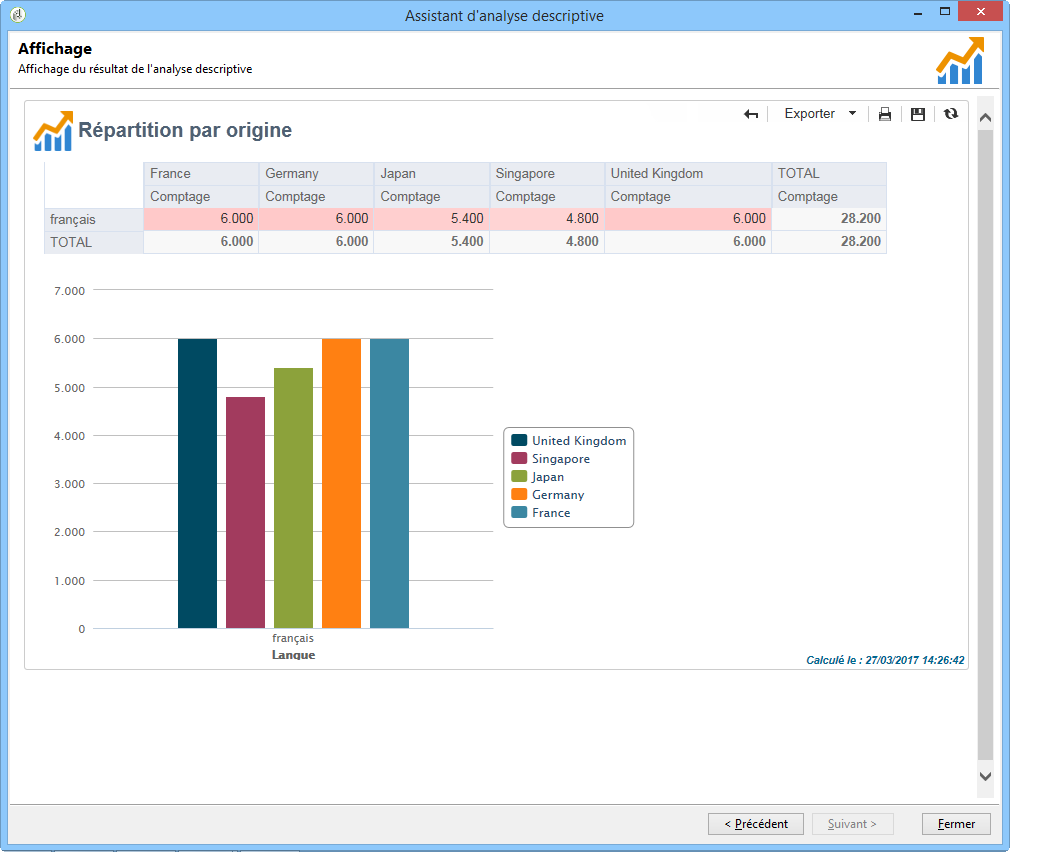 Assistant d'analyse descriptive
Affichage
Affichage du résultat de l'analyse descriptive
Exporter
Répartition par origine
France Germany Japan Singapore United Kingdom TOTAL
Comptage Comptage Comptage Comptage Comptage Comptage
français 6.000 6.000 5.400 4.800 6.000 28.200
TOTAL 6.000 6.000 5.400 4.800 6.000 28.200
7.000
6.000
5.000
4.000
3.000
2.000
1.000
0
United Kingdom
Singapore
Japan
Germany
France
français
Langue
Calculé le : 27/03/2017 14:26:42
< Précédent Suivant > Fermer